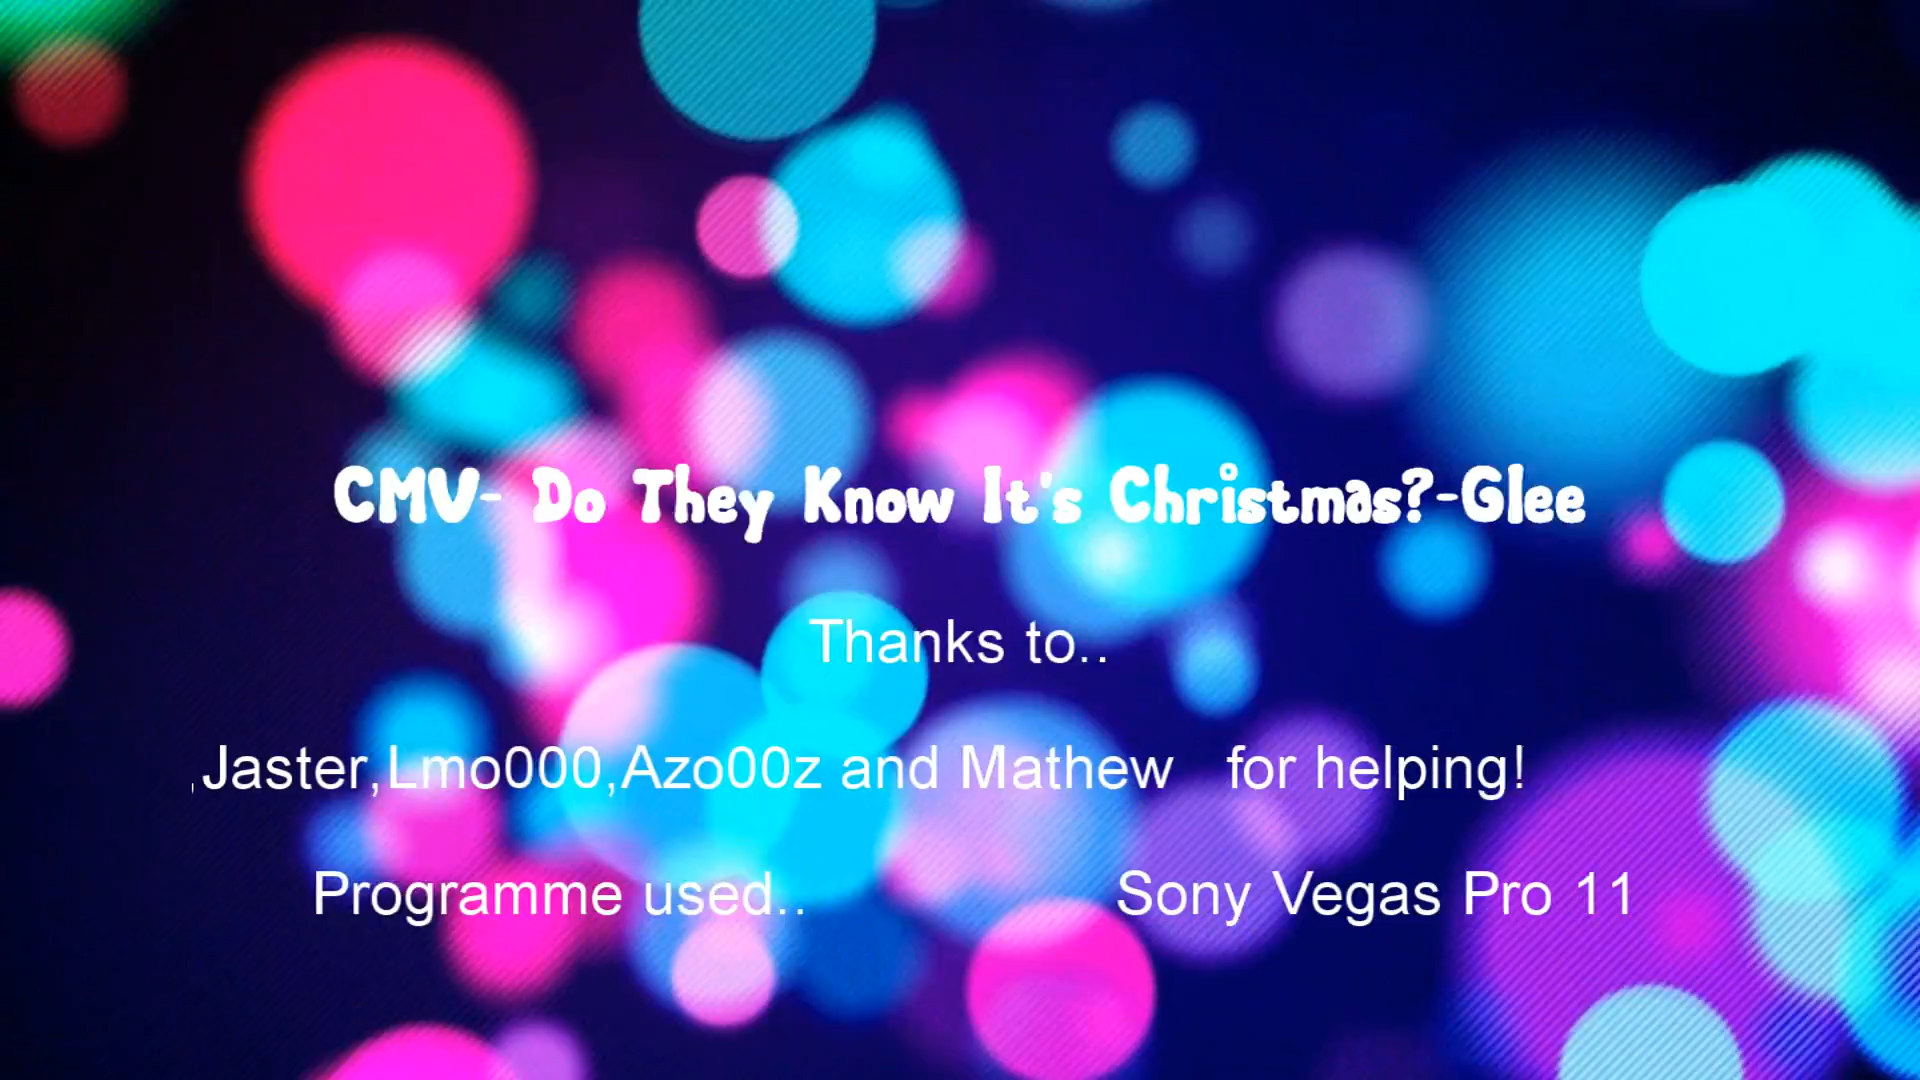 CMV- Do They Know It's Christmas?-Glee
Thanks to..
,Jaster,Lmo000,Azo00z and Mathew for helping!
Programme used.. Sony Vegas Pro 11